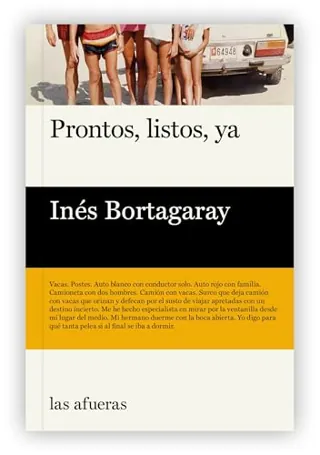 64946
Prontos, listos, ya
Inés Bortagaray
Vacas. Postes. Auto blanco con conductor solo. Auto rojo con familia.
Camioneta con dos hombres. Camión con vacas. Surco que deja camión
con vacas que orinan y defecan por el susto de viajar apretadas con un
destino incierto. Me he hecho especialista en mirar por la ventanilla desde
mi lugar del medio. Mi hermano duerme con la boca abierta. Yo digo para
qué tanta pelea si al final se iba a dormir.
las afueras